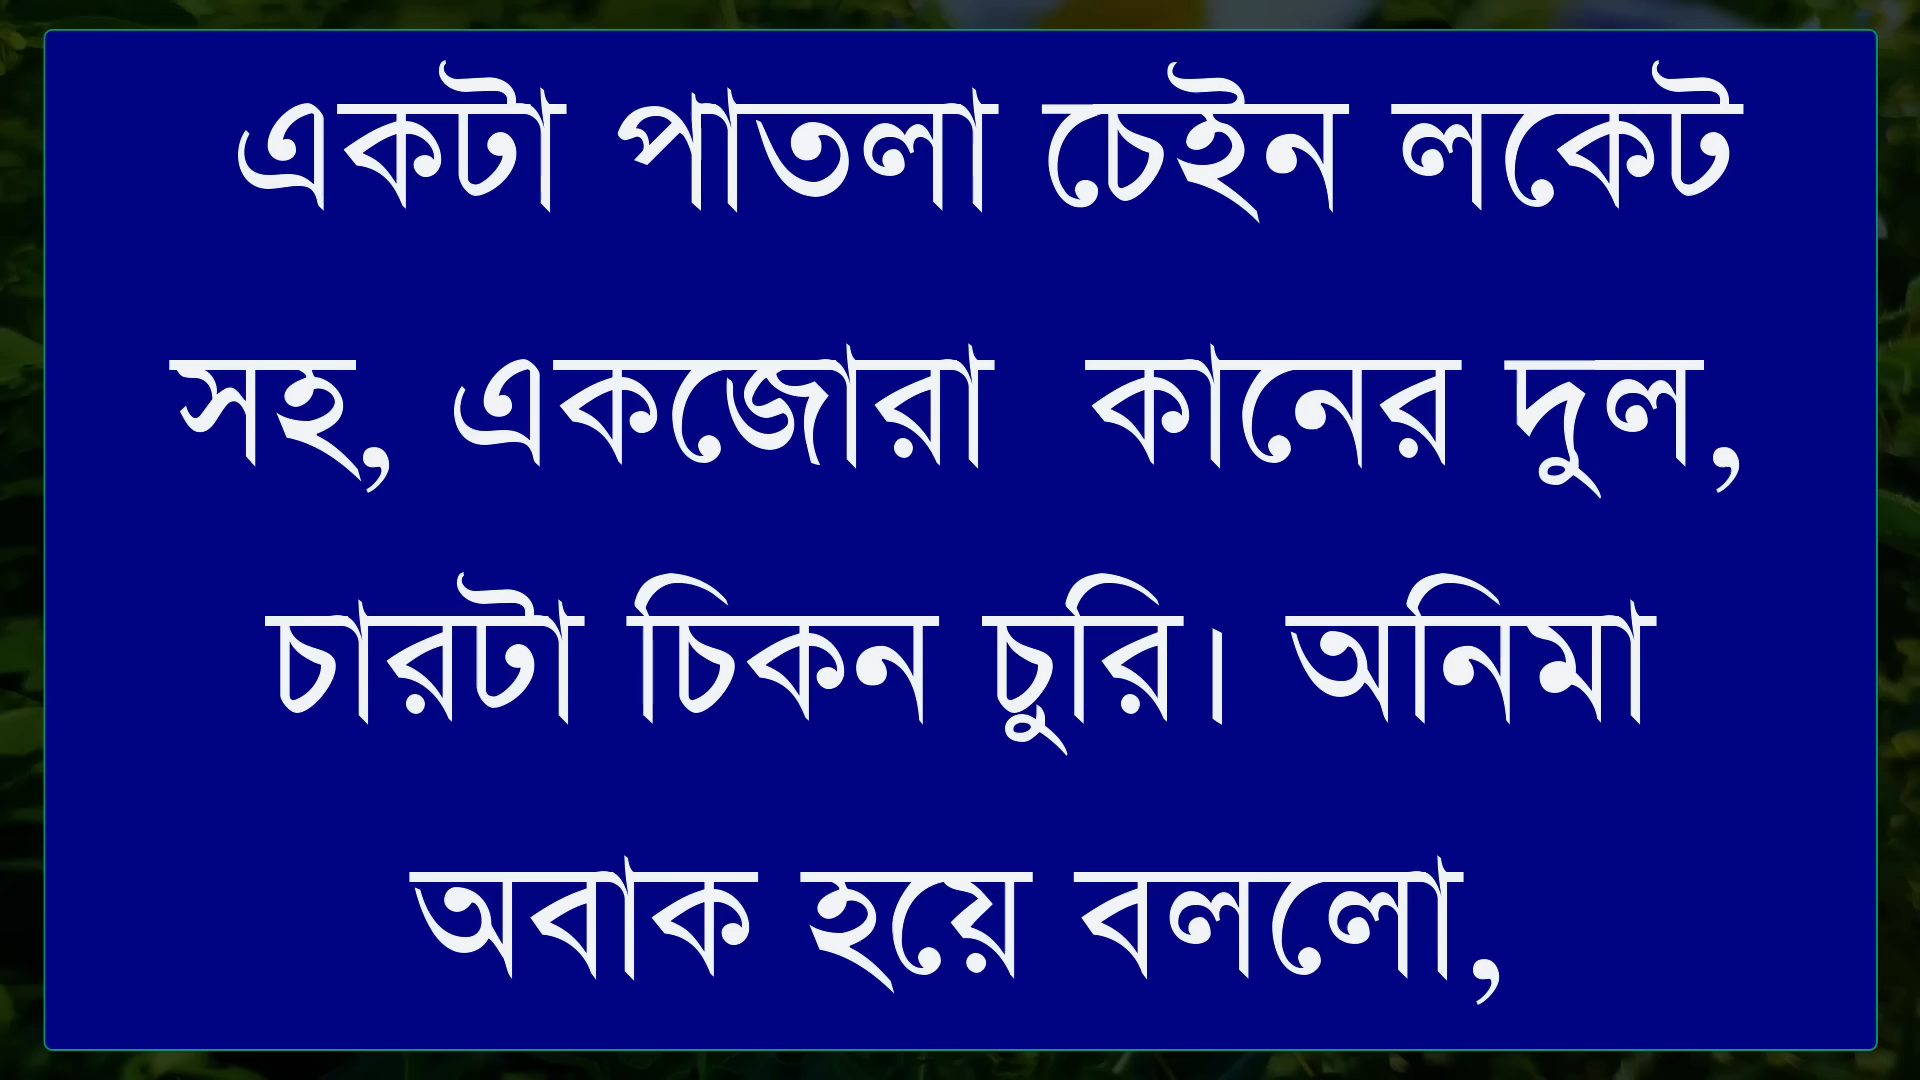 একটা পাতলা চেইন লকেট
সহ, একজোরা কানের দুল,
চারটা চিকন চুরি। অনিমা
অবাক হয়ে বললো,